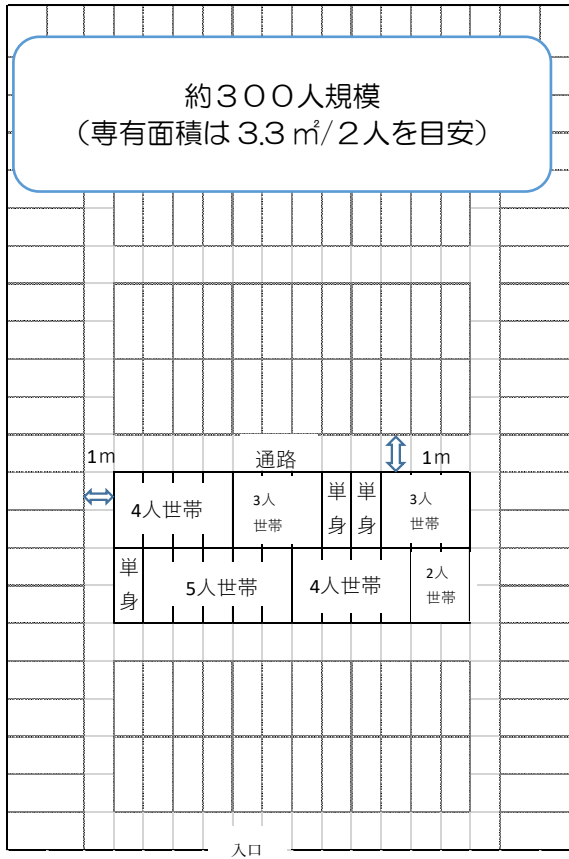 約３００人規模
（専有面積は 3.3 ㎡/２人を目安）
1m
通路
1m
4人世帯
3人
世帯
単身
単身
3人
世帯
単身
5人世帯
4人世帯
2人
世帯
入口